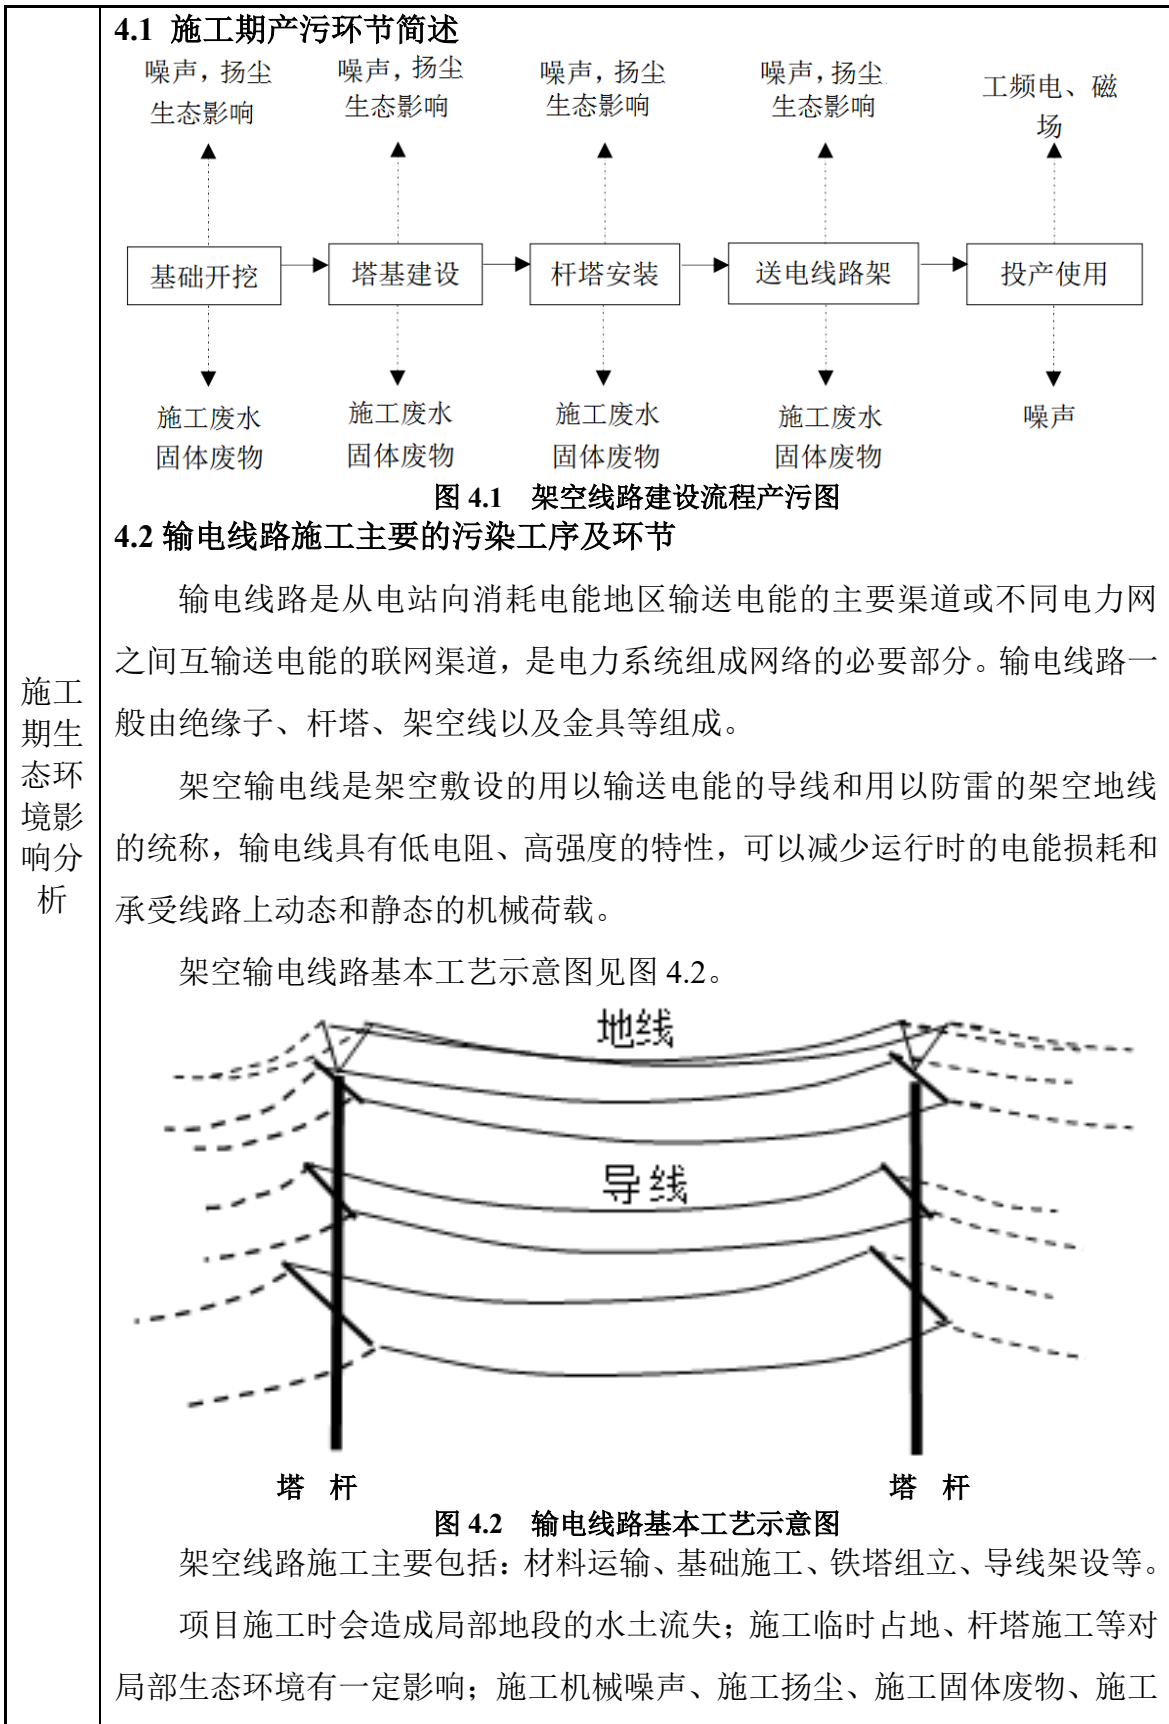 施工
期生
态环
境影
响分
析
4.1 施工期产污环节简述
噪声，扬尘
生态影响
噪声，扬尘
生态影响
噪声，扬尘
生态影响
噪声，扬尘
生态影响
工频电、磁
场
基础开挖
塔基建设
杆塔安装
送电线路架
投产使用
施工废水
固体废物
施工废水
固体废物
施工废水
固体废物
施工废水
固体废物
噪声
图 4.1 架空线路建设流程产污图
4.2 输电线路施工主要的污染工序及环节
输电线路是从电站向消耗电能地区输送电能的主要渠道或不同电力网
之间互输送电能的联网渠道，是电力系统组成网络的必要部分。输电线路一
般由绝缘子、杆塔、架空线以及金具等组成。
架空输电线是架空敷设的用以输送电能的导线和用以防雷的架空地线
的统称，输电线具有低电阻、高强度的特性，可以减少运行时的电能损耗和
承受线路上动态和静态的机械荷载。
架空输电线路基本工艺示意图见图 4.2。
地线
导线
塔 杆
塔 杆
图 4.2 输电线路基本工艺示意图
架空线路施工主要包括：材料运输、基础施工、铁塔组立、导线架设等。
项目施工时会造成局部地段的水土流失；施工临时占地、杆塔施工等对
局部生态环境有一定影响；施工机械噪声、施工扬尘、施工固体废物、施工